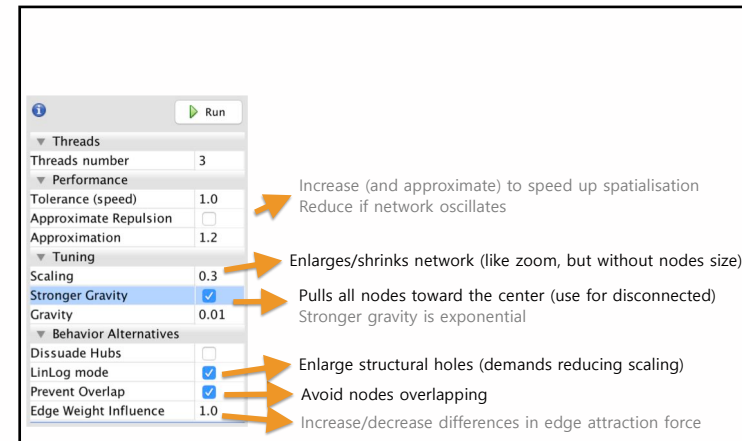 Run
Threads
Threads number 3
Performance
Tolerance (speed) 1.0
Approximate Repulsion
Approximation 1.2
Tuning
Scaling 0.3
Stronger Gravity
Gravity 0.01
Behavior Alternatives
Dissuade Hubs
LinLog mode
Prevent Overlap
Edge Weight Influence 1.0
Increase (and approximate) to speed up spatialisation
Reduce if network oscillates
Enlarges/shrinks network (like zoom, but without nodes size)
Pulls all nodes toward the center (use for disconnected)
Stronger gravity is exponential
Enlarge structural holes (demands reducing scaling)
Avoid nodes overlapping
Increase/decrease differences in edge attraction force